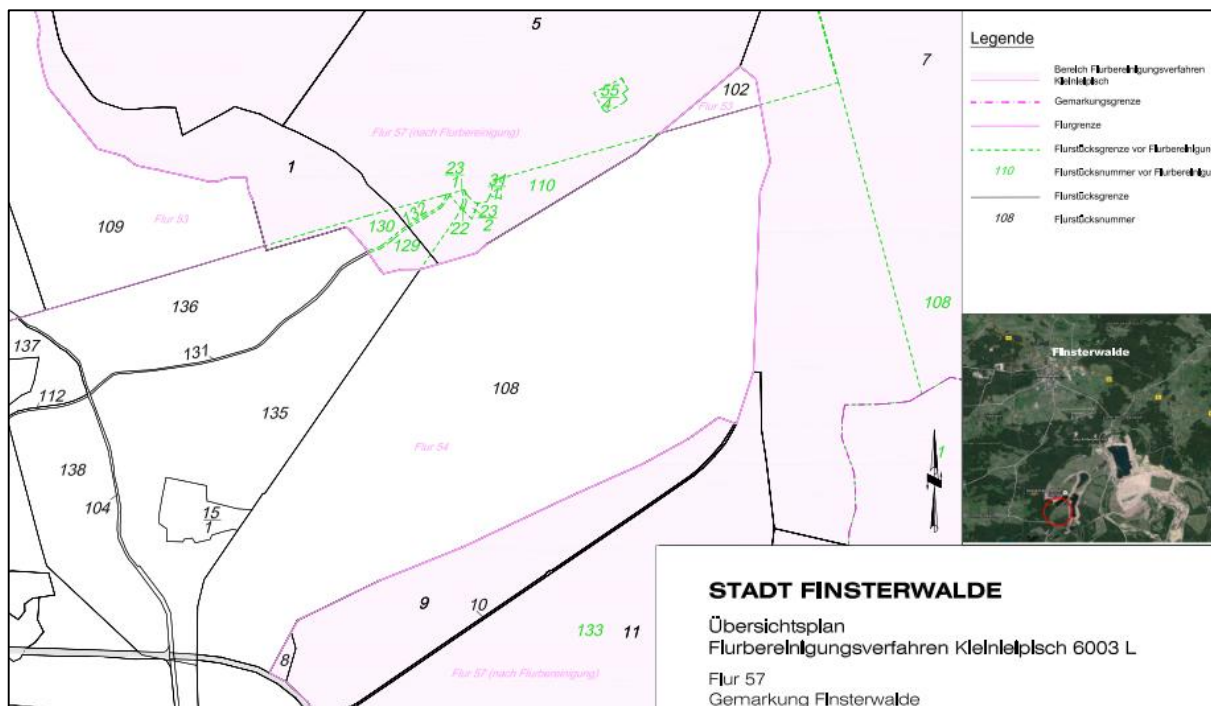 5
7
102
55
4
Flur 53
Flur 57 (nach Flurbereinigung)
1
23
1
31
1
110
132
23
2
130
22
129
109
Flur 53
136
108
137
131
112
108
135
Flur 54
138
104
15
1
1
9
10
133
11
8
Flur 57 (nach Flurbereinigung)
Legende
Bereich Flurbereinigungsverfahren
Kleinleipisch
Gemarkungsgrenze
Flurgrenze
Flurstücksgrenze vor Flurbereinigun
110
Flurstücksnummer vor Flurbereinigu
Flurstücksgrenze
108
Flurstücksnummer
Finsterwalde
STADT FINSTERWALDE
Übersichtsplan
Flurbereinigungsverfahren Kleinleipisch 6003 L
Flur 57
Gemarkung Finsterwalde